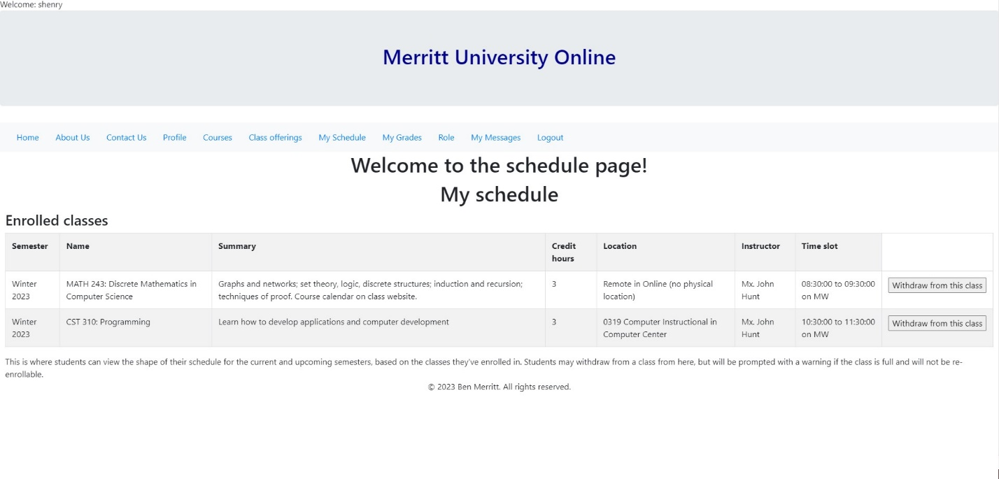 Welcome: shenry
Merritt University Online
Home About Us Contact Us Profile Courses Class offerings My Schedule My Grades Role My Messages Logout
Welcome to the schedule page!
My schedule
Enrolled classes
Semester Name Summary Credit hours Location Instructor Time slot
Winter 2023 MATH 243: Discrete Mathematics in Computer Science Graphs and networks; set theory, logic, discrete structures; induction and recursion; techniques of proof. Course calendar on class website. 3 Remote in Online (no physical location) Mx. John Hunt 08:30:00 to 09:30:00 on MW Withdraw from this class
Winter 2023 CST 310: Programming Learn how to develop applications and computer development 3 0319 Computer Instructional in Computer Center Mx. John Hunt 10:30:00 to 11:30:00 on MW Withdraw from this class
This is where students can view the shape of their schedule for the current and upcoming semesters, based on the classes they've enrolled in. Students may withdraw from a class from here, but will be prompted with a warning if the class is full and will not be re-
enrollable.
© 2023 Ben Merritt. All rights reserved.